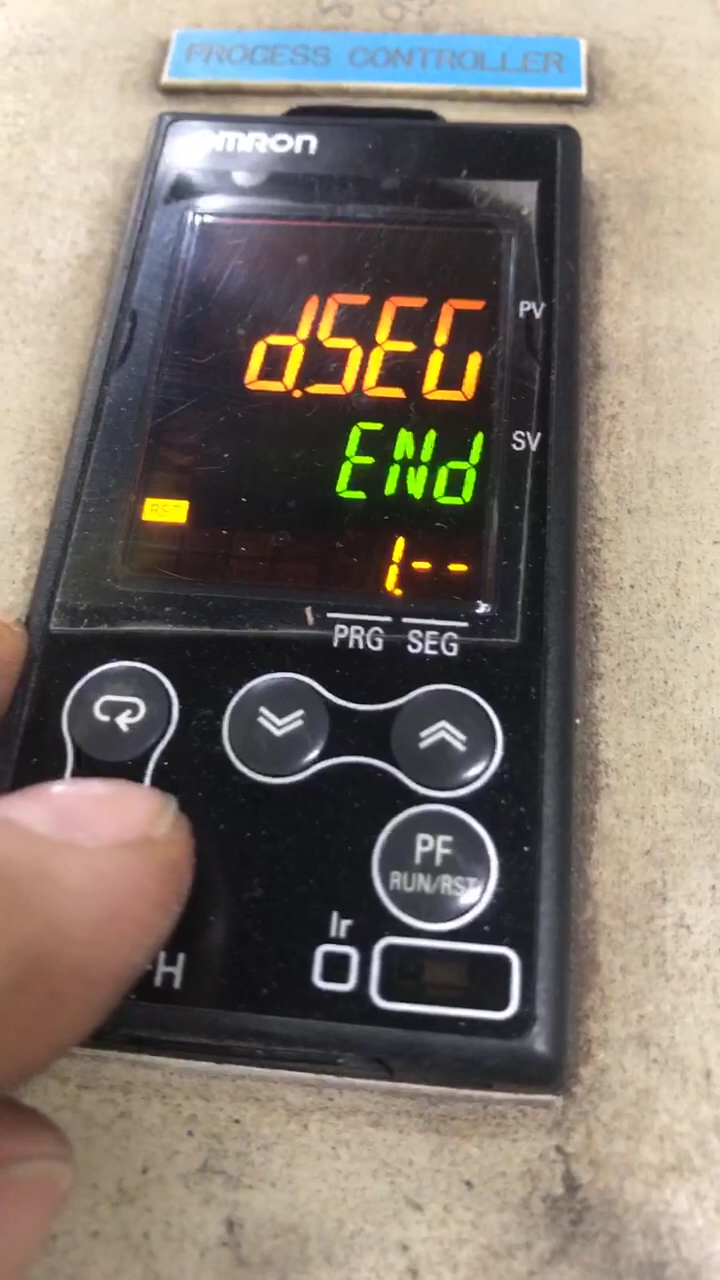 PROCESS CONTROLLER
OMRON
d.SEG
PV
ENd
SV
RST
1.--
PRG SEG
PF
RUN/RST
Ir
-H